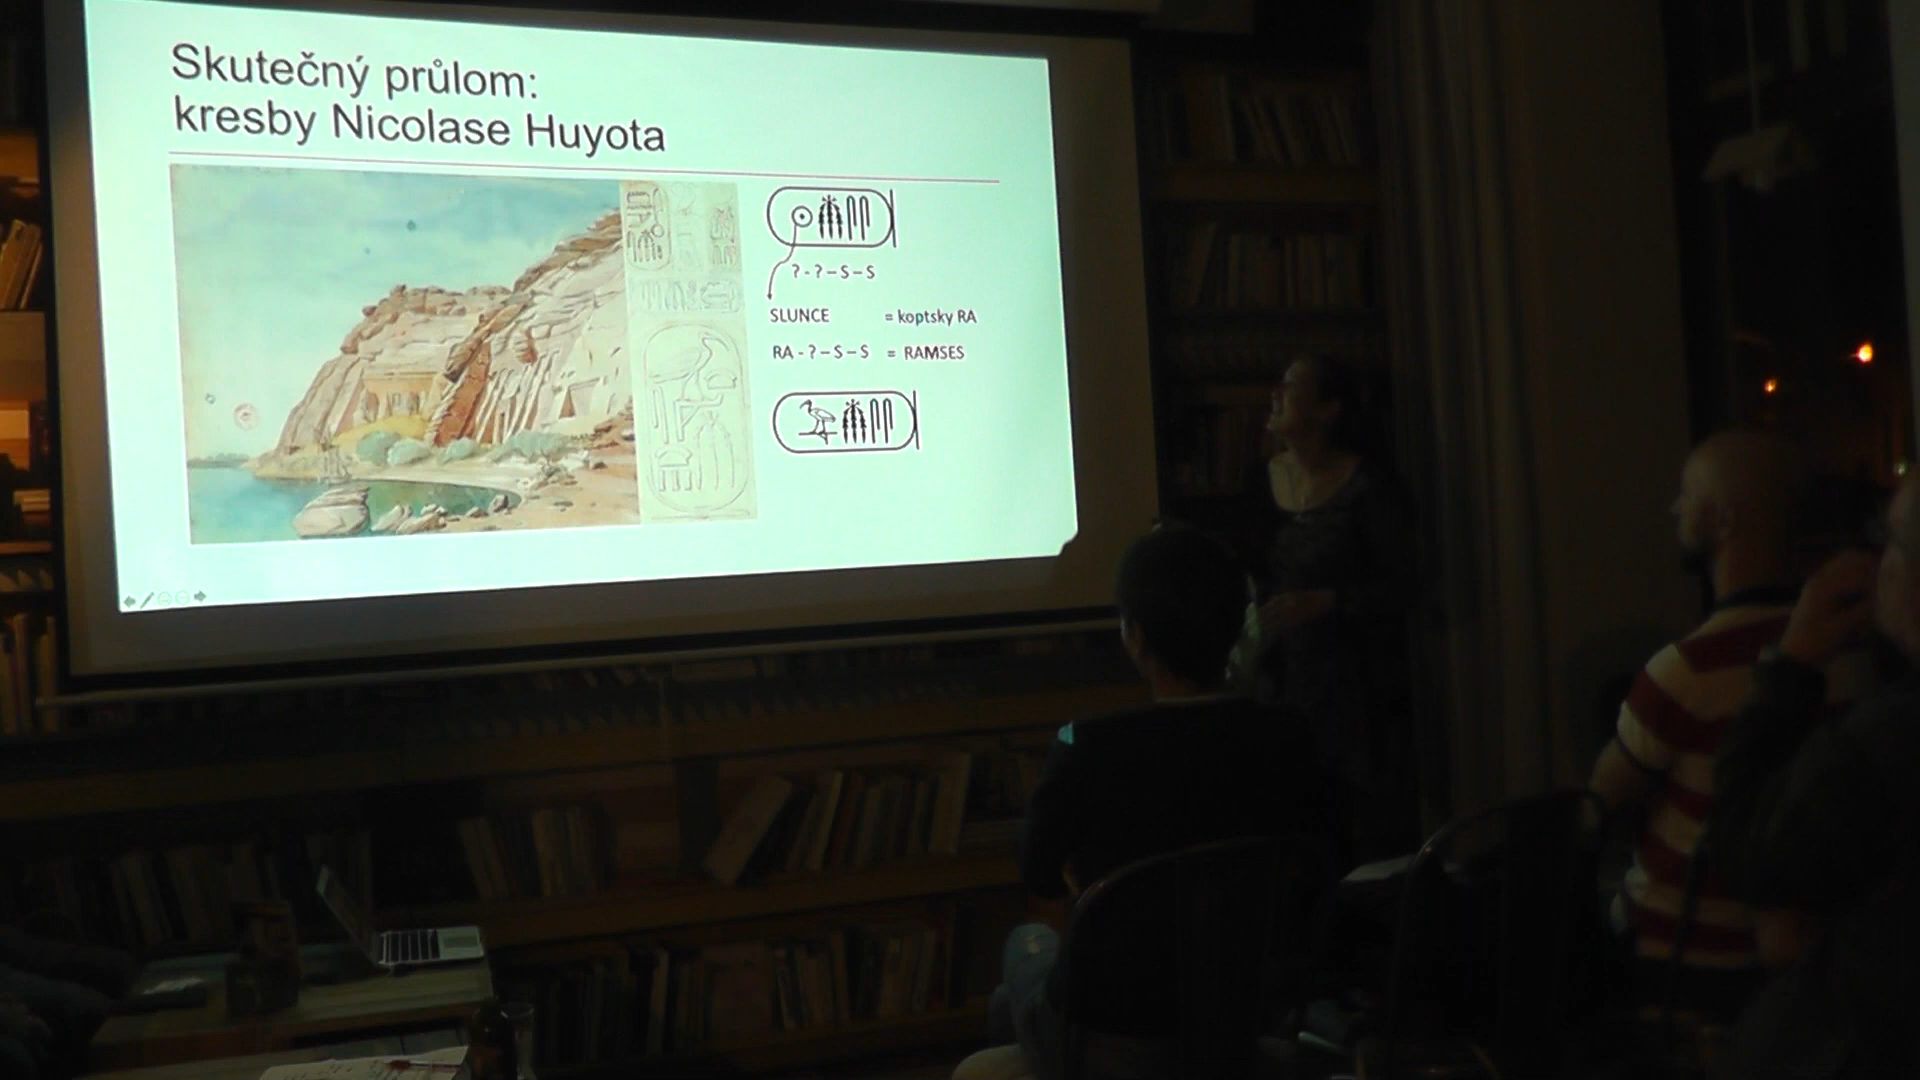 Skutečný průlom:
kresby Nicolase Huyota
? - ? – S – S
SLUNCE = koptsky RA
RA - ? – S – S = RAMSES